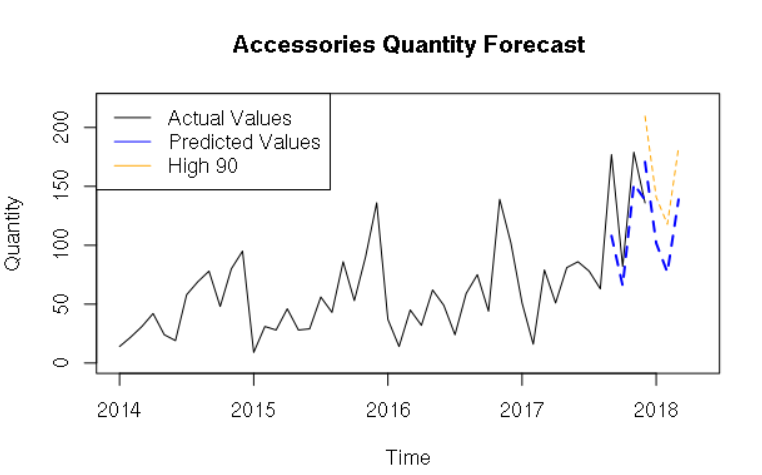 Accessories Quantity Forecast
Actual Values
Predicted Values
High 90
Quantity
200
150
100
50
0
2014 2015 2016 2017 2018
Time